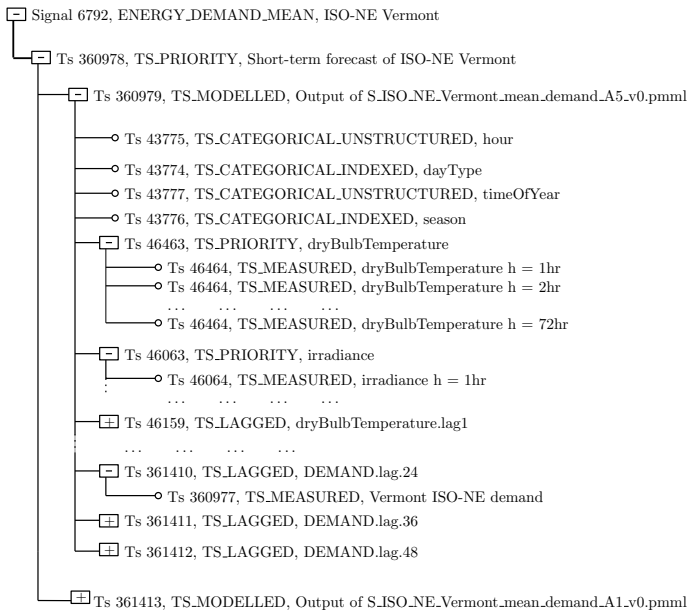 Signal 6792, ENERGY_DEMAND_MEAN, ISO-NE Vermont
Ts 360978, TS_PRIORITY, Short-term forecast of ISO-NE Vermont
Ts 360979, TS_MODELLED, Output of S_ISO_NE_Vermont_mean_demand_A5_v0.pmml
Ts 43775, TS_CATEGORICAL_UNSTRUCTURED, hour
Ts 43774, TS_CATEGORICAL_INDEXED, dayType
Ts 43777, TS_CATEGORICAL_UNSTRUCTURED, timeOfYear
Ts 43776, TS_CATEGORICAL_INDEXED, season
Ts 46463, TS_PRIORITY, dryBulbTemperature
Ts 46464, TS_MEASURED, dryBulbTemperature h = 1hr
Ts 46464, TS_MEASURED, dryBulbTemperature h = 2hr
... ... ... ...
Ts 46464, TS_MEASURED, dryBulbTemperature h = 72hr
Ts 46063, TS_PRIORITY, irradiance
Ts 46064, TS_MEASURED, irradiance h = 1hr
... ... ... ...
Ts 46159, TS_LAGGED, dryBulbTemperature.lag1
... ... ... ...
Ts 361410, TS_LAGGED, DEMAND.lag.24
Ts 360977, TS_MEASURED, Vermont ISO-NE demand
Ts 361411, TS_LAGGED, DEMAND.lag.36
Ts 361412, TS_LAGGED, DEMAND.lag.48
Ts 361413, TS_MODELLED, Output of S_ISO_NE_Vermont_mean_demand_A1_v0.pmml